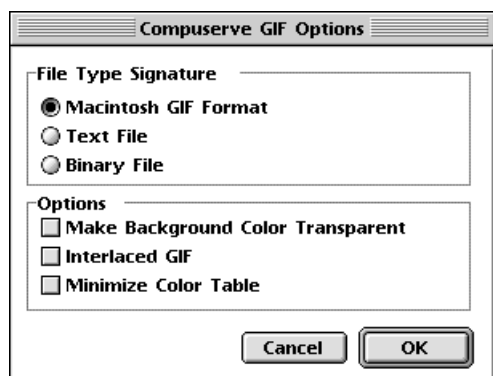 Compuserve GIF Options
File Type Signature
Macintosh GIF Format
Text File
Binary File
Options
Make Background Color Transparent
Interlaced GIF
Minimize Color Table
Cancel OK